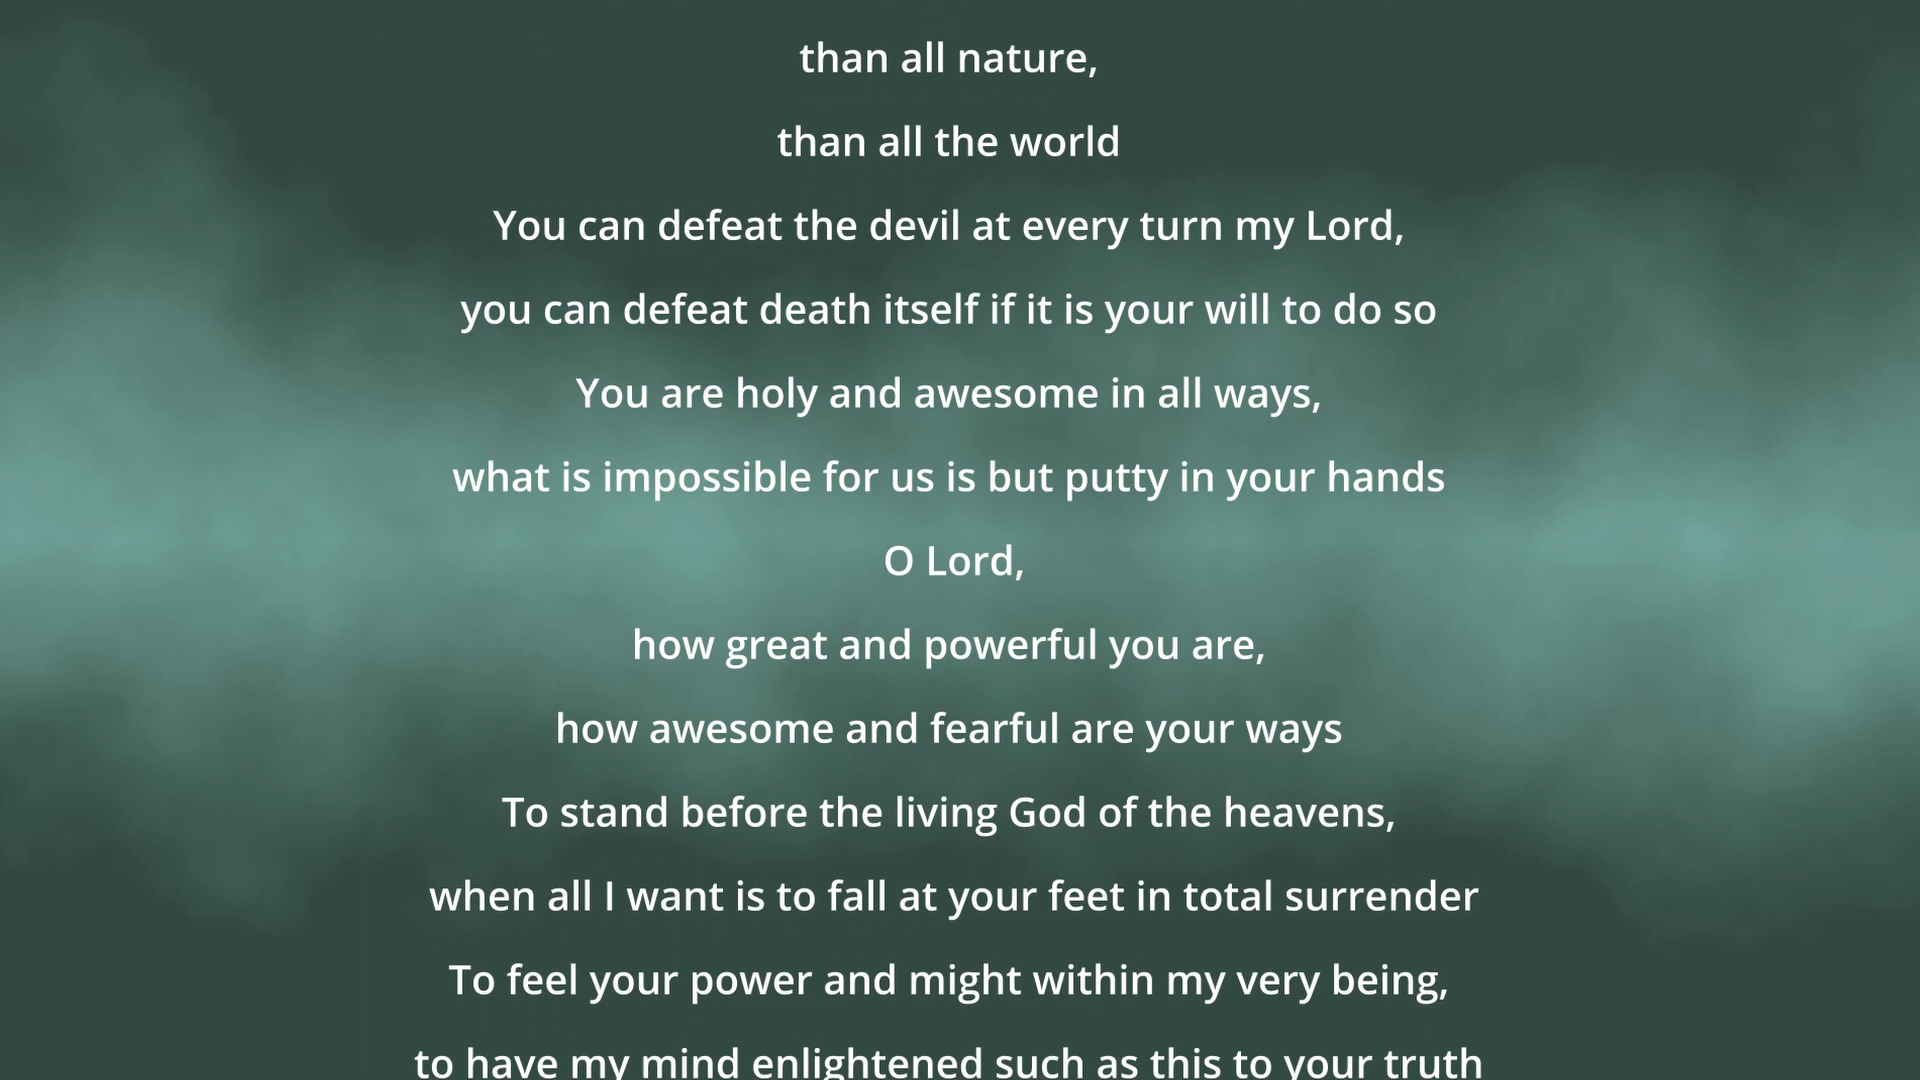 than all nature,
than all the world
You can defeat the devil at every turn my Lord,
you can defeat death itself if it is your will to do so
You are holy and awesome in all ways,
what is impossible for us is but putty in your hands
O Lord,
how great and powerful you are,
how awesome and fearful are your ways
To stand before the living God of the heavens,
when all I want is to fall at your feet in total surrender
To feel your power and might within my very being,
to have my mind enlightened such as this to your truth